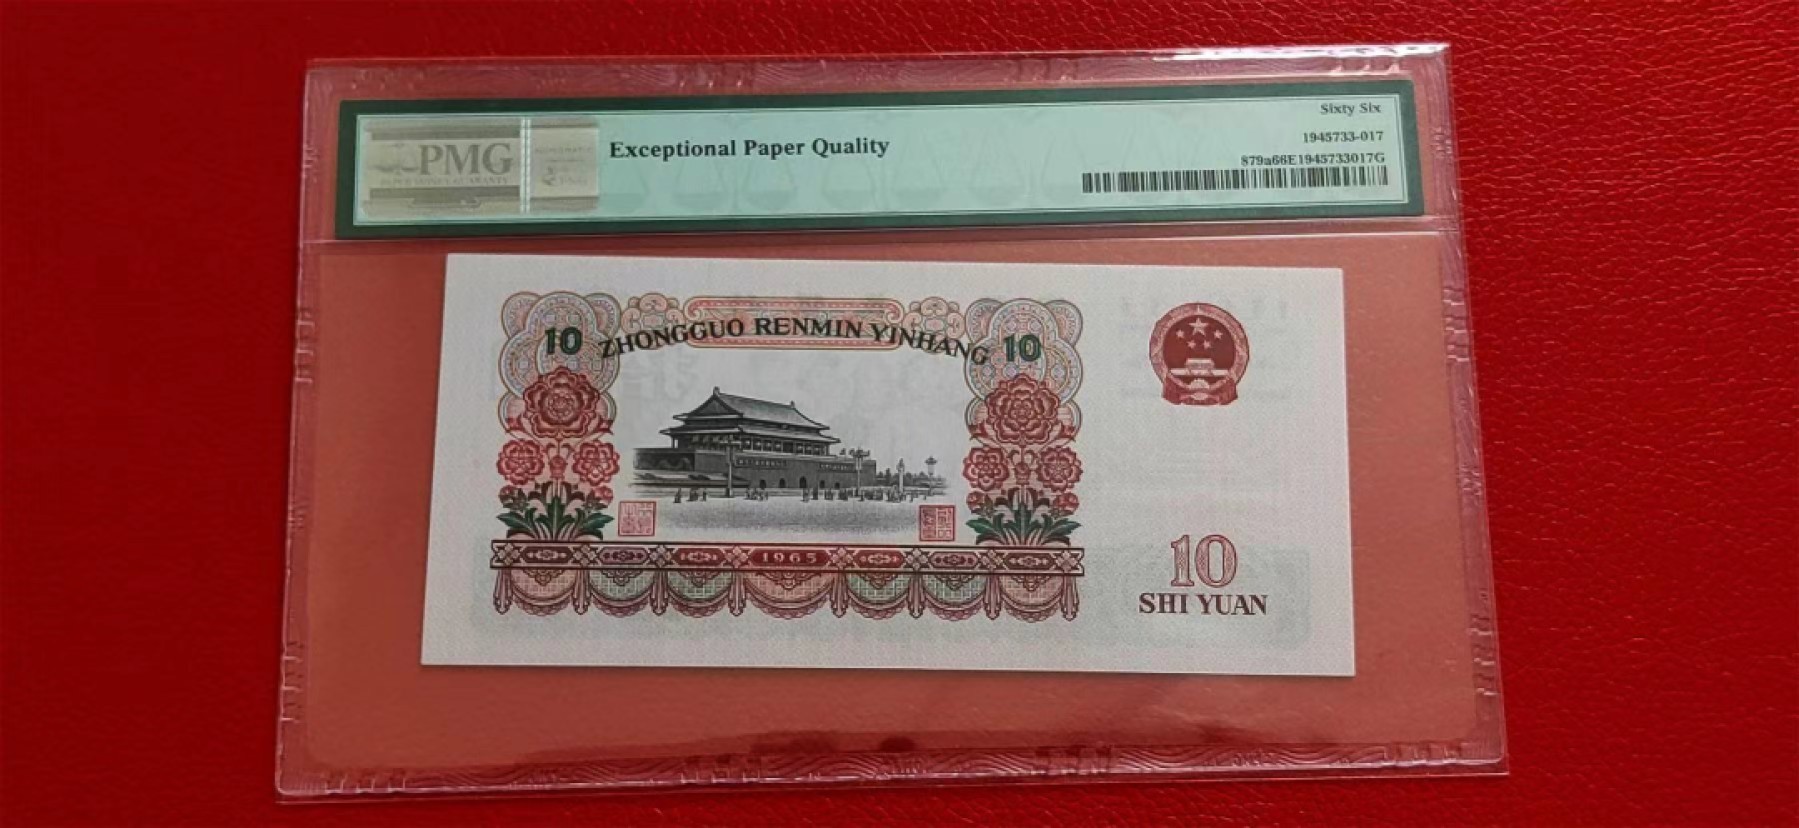 Sixty Six
PMG
Exceptional Paper Quality
1945733-017
879a66E1945733017G
10 ZHONGGUO RENMIN YINHANG 10
1965
10
SHI YUAN